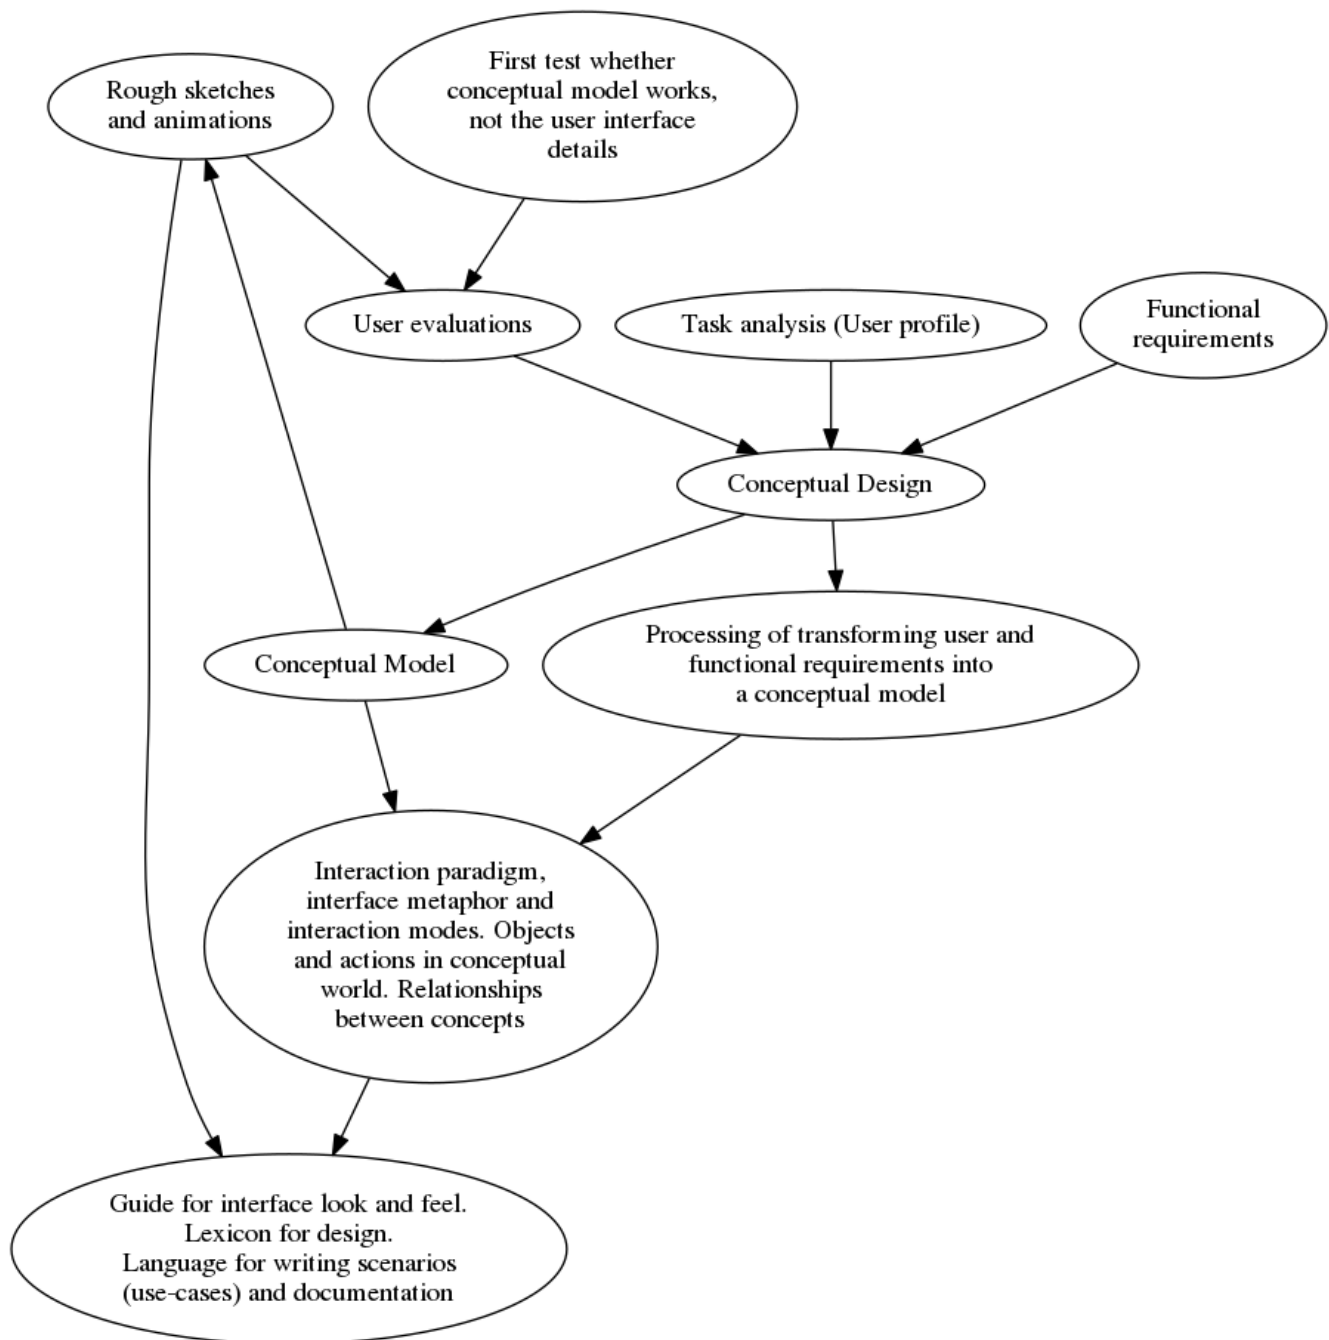 Rough sketches
and animations
First test whether
conceptual model works,
not the user interface
details
User evaluations
Task analysis (User profile)
Functional
requirements
Conceptual Design
Conceptual Model
Processing of transforming user and
functional requirements into
a conceptual model
Interaction paradigm,
interface metaphor and
interaction modes. Objects
and actions in conceptual
world. Relationships
between concepts
Guide for interface look and feel.
Lexicon for design.
Language for writing scenarios
(use-cases) and documentation